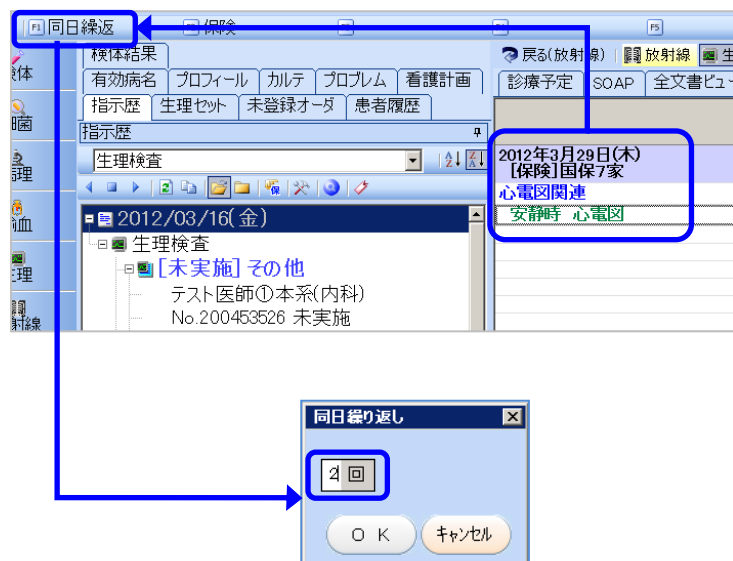 F1 同日繰返
保険
F5
検体結果
有効病名 プロフィール カルテ プロブレム 看護計画
指示歴 生理セット 未登録オーダ 患者履歴
指示歴
生理検査
2012/03/16(金)
生理検査
[未実施] その他
テスト医師①本系(内科)
No.200453526 未実施
戻る(放射線) 放射線
診療予定 SOAP 全文書ビュー
2012年3月29日(木)
[保険]国保7家
心電図関連
安静時 心電図
同日繰り返し
2 回
OK キャンセル